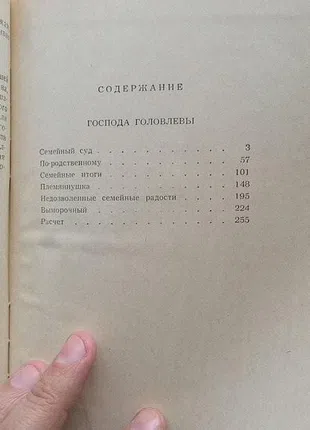 СОДЕРЖАНИЕ
ГОСПОДА ГОЛОВЛЕВЫ
Семейный суд . . . . . . . . . . . . 3
По-родственному . . . . . . . . . . . 57
Семейные итоги . . . . . . . . . . . 101
Племяннушка . . . . . . . . . . . . 148
Недозволенные семейные радости . . . . . 195
Выморочный . . . . . . . . . . . . 224
Расчет . . . . . . . . . . . . . . 255